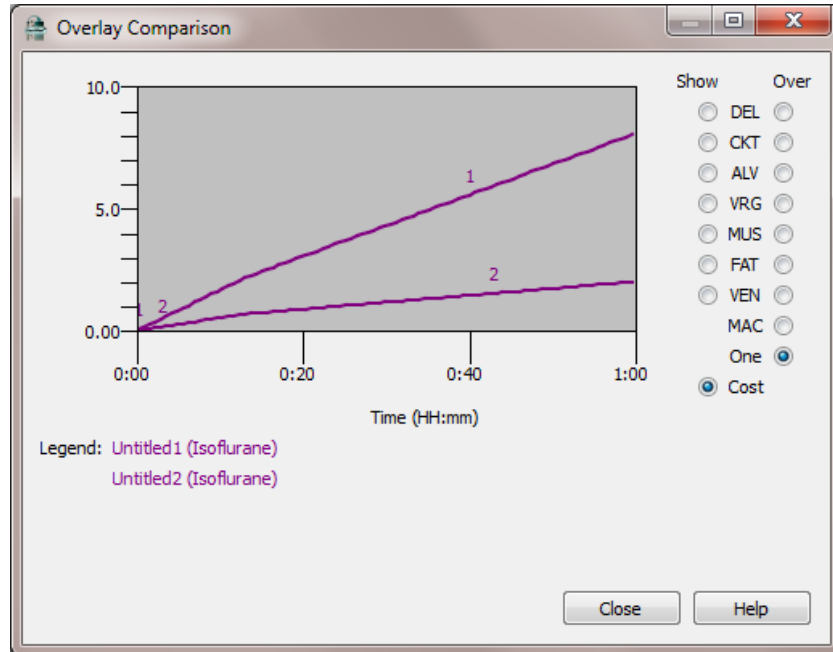 Overlay Comparison
Show Over
10.0
DEL
CKT
ALV
1
VRG
5.0
MUS
FAT
2
VEN
1 2
MAC
0.00
One
0:00 0:20 0:40 1:00
Cost
Time (HH:mm)
Legend: Untitled1 (Isoflurane)
Untitled2 (Isoflurane)
Close Help